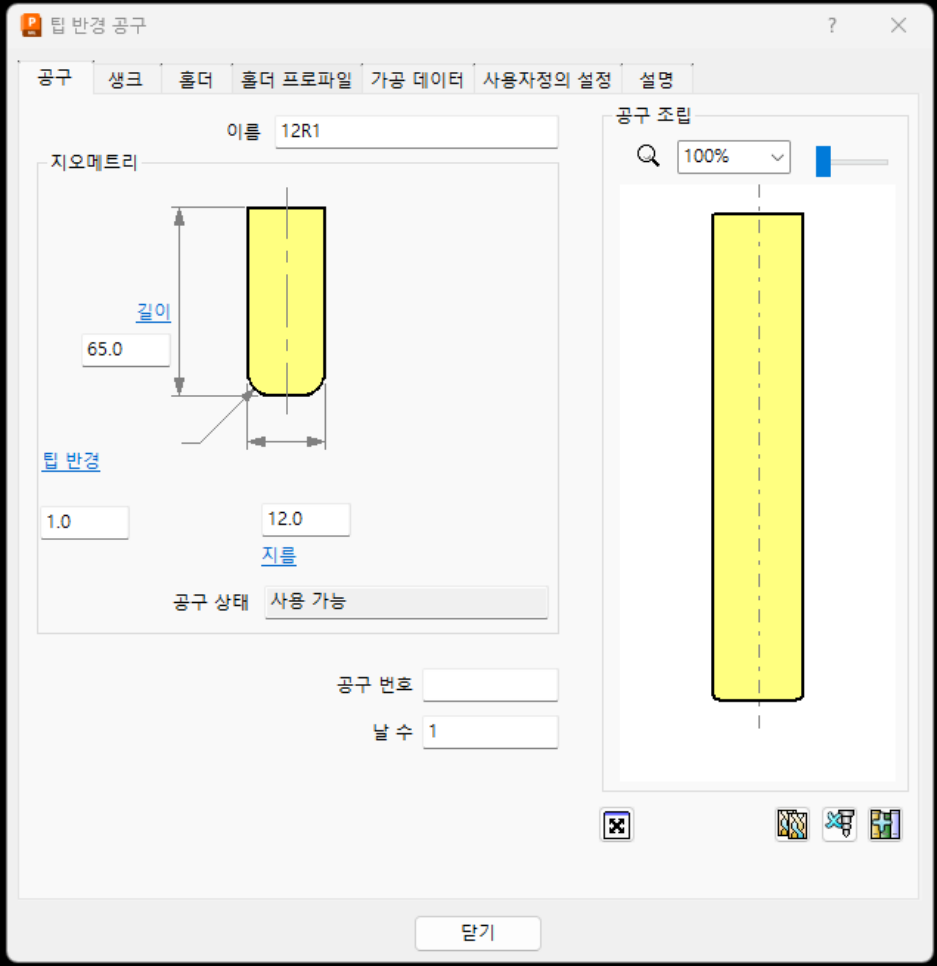 팁 반경 공구
?
공구 생크 홀더 홀더 프로파일 가공 데이터 사용자정의 설정 설명
이름 12R1
지오메트리
길이
65.0
팁 반경
1.0
12.0
지름
공구 상태 사용 가능
공구 번호
날 수 1
공구 조립
100%
닫기